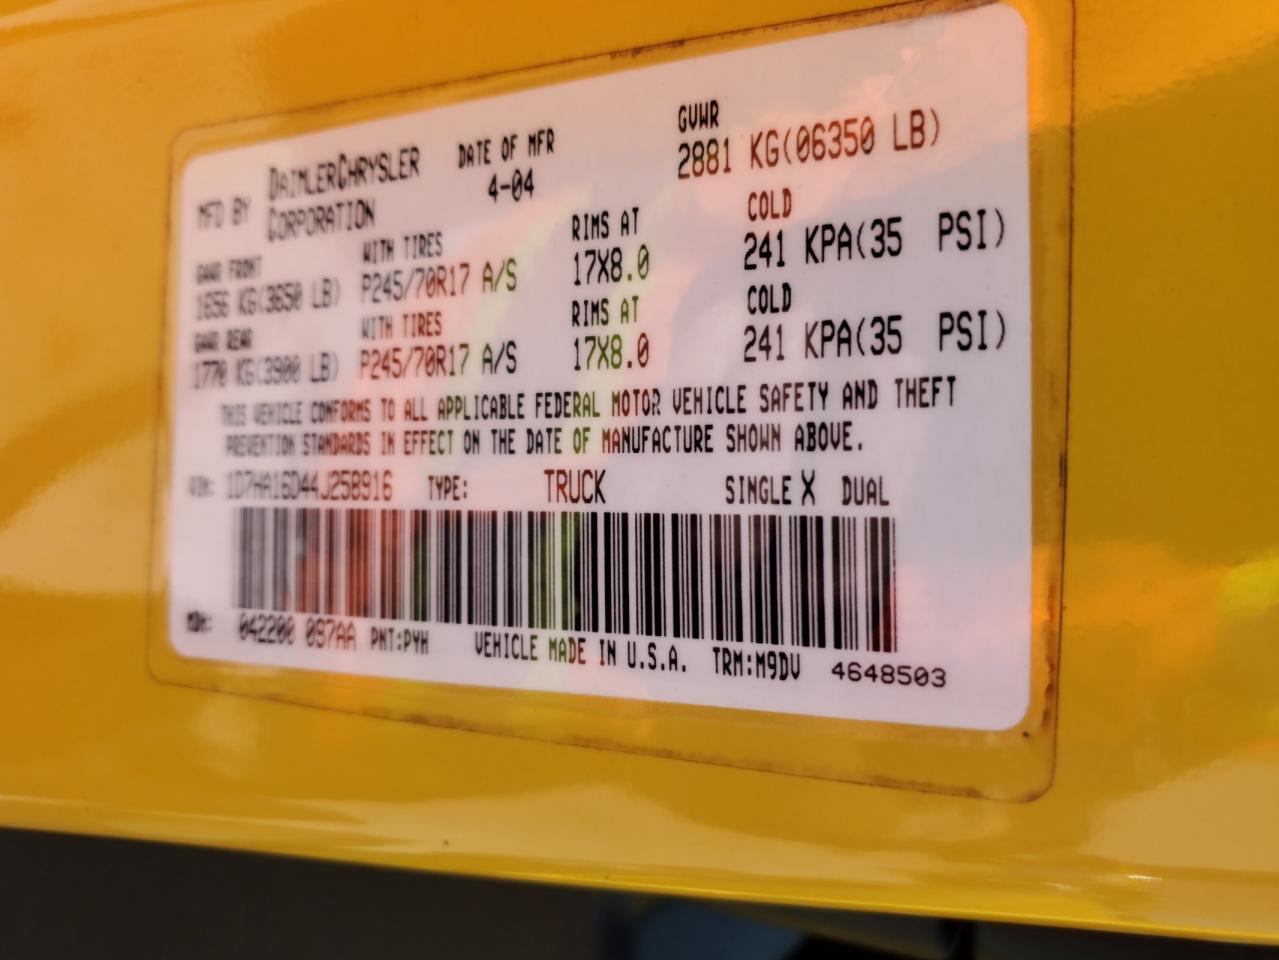 MFD BY DAIMLERCHRYSLER CORPORATION DATE OF MFR 4-04 GVWR 2881 KG(06350 LB)
GAWR FRONT WITH TIRES RIMS AT COLD
1656 KG(3650 LB) P245/70R17 A/S 17X8.0 241 KPA(35 PSI)
GAWR REAR WITH TIRES RIMS AT COLD
1770 KG(3900 LB) P245/70R17 A/S 17X8.0 241 KPA(35 PSI)
THIS VEHICLE CONFORMS TO ALL APPLICABLE FEDERAL MOTOR VEHICLE SAFETY AND THEFT
PREVENTION STANDARDS IN EFFECT ON THE DATE OF MANUFACTURE SHOWN ABOVE.
VIN: 1D7HA16D44J258916 TYPE: TRUCK SINGLE X DUAL
MDH: 042200 097AA PNT:PYH VEHICLE MADE IN U.S.A. TRM:M9DV 4648503